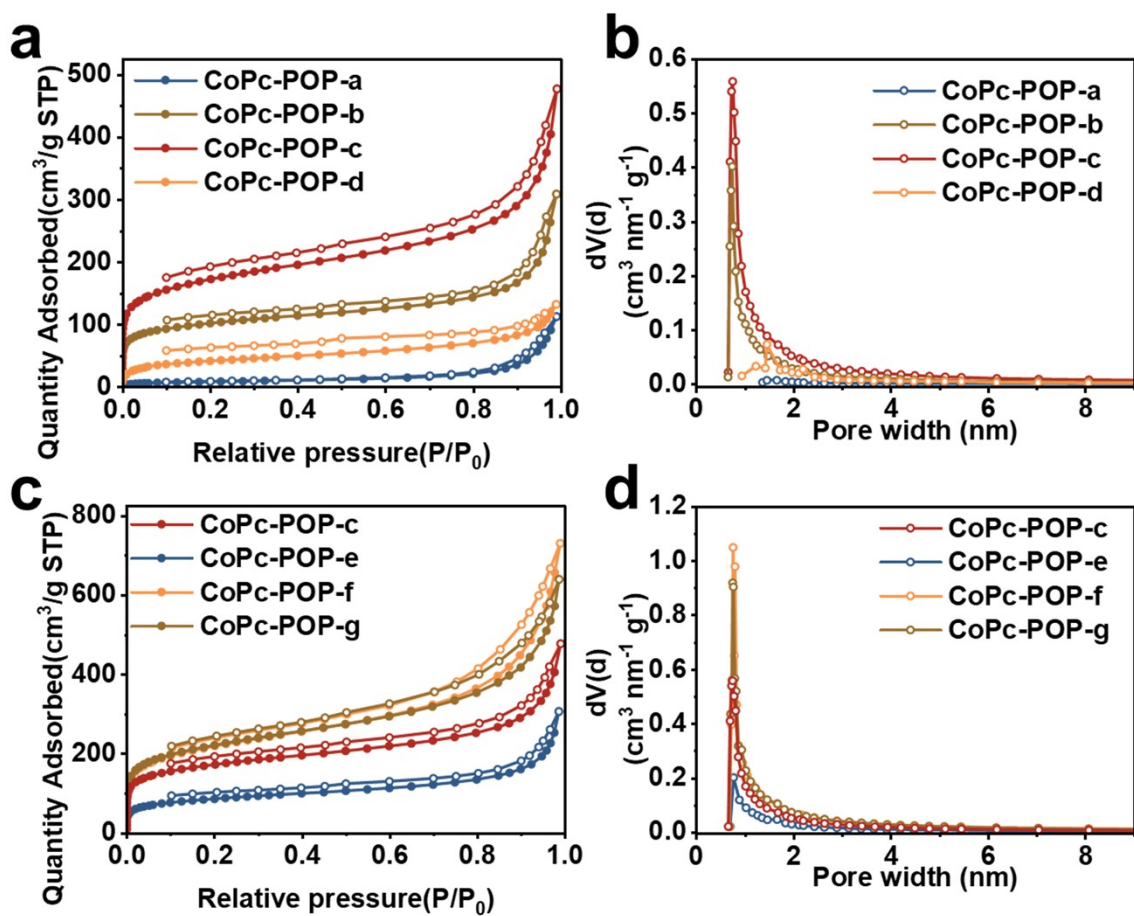 a
Quantity Adsorbed(cm³/g STP)
500
400
300
200
100
0
CoPc-POP-a
CoPc-POP-b
CoPc-POP-c
CoPc-POP-d
0.0 0.2 0.4 0.6 0.8 1.0
Relative pressure(P/P₀)
b
dV(d)
(cm³ nm⁻¹ g⁻¹)
0.6
0.5
0.4
0.3
0.2
0.1
0.0
CoPc-POP-a
CoPc-POP-b
CoPc-POP-c
CoPc-POP-d
0 2 4 6 8
Pore width (nm)
c
Quantity Adsorbed(cm³/g STP)
800
600
400
200
0
CoPc-POP-c
CoPc-POP-e
CoPc-POP-f
CoPc-POP-g
0.0 0.2 0.4 0.6 0.8 1.0
Relative pressure(P/P₀)
d
dV(d)
(cm³ nm⁻¹ g⁻¹)
1.2
1.0
0.8
0.6
0.4
0.2
0.0
CoPc-POP-c
CoPc-POP-e
CoPc-POP-f
CoPc-POP-g
0 2 4 6 8
Pore width (nm)